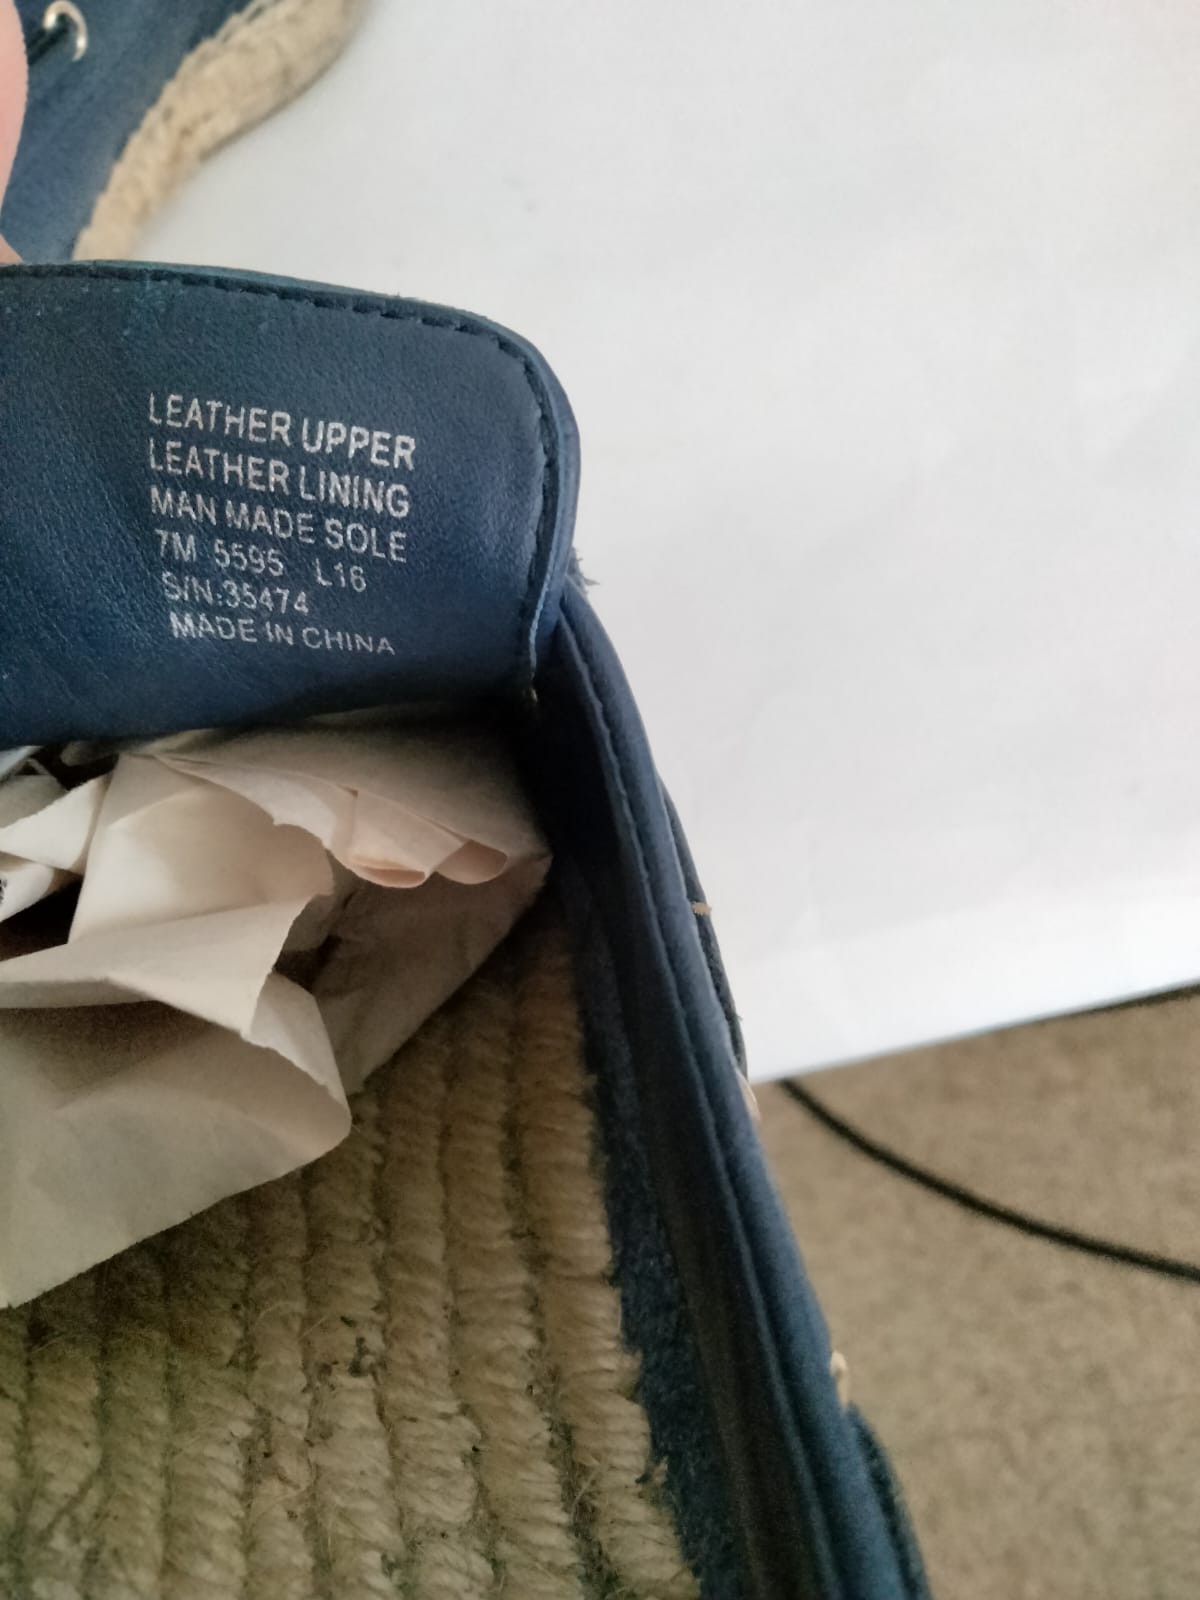 LEATHER UPPER
LEATHER LINING
MAN MADE SOLE
7M 5595 L16
S/N:35474
MADE IN CHINA